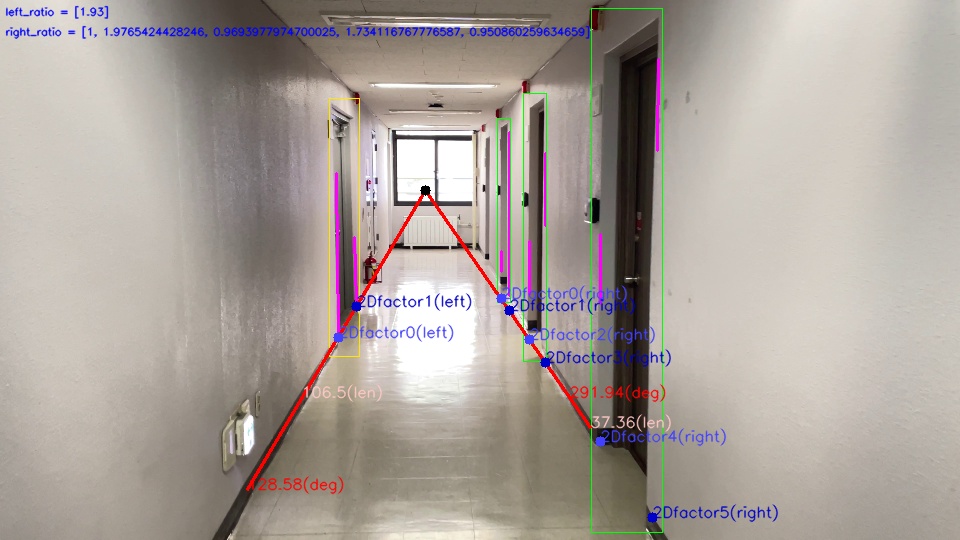 left_ratio = [1.93]
right_ratio = [1, 1.9765424428246, 0.9693977974700025, 1.734116767776587, 0.950860259634659]
2Dfactor0(right)
2Dfactor1(left)
2Dfactor1(right)
2Dfactor0(left)
2Dfactor2(right)
2Dfactor3(right)
106.5(len)
291.94(deg)
37.36(len)
2Dfactor4(right)
128.58(deg)
2Dfactor5(right)